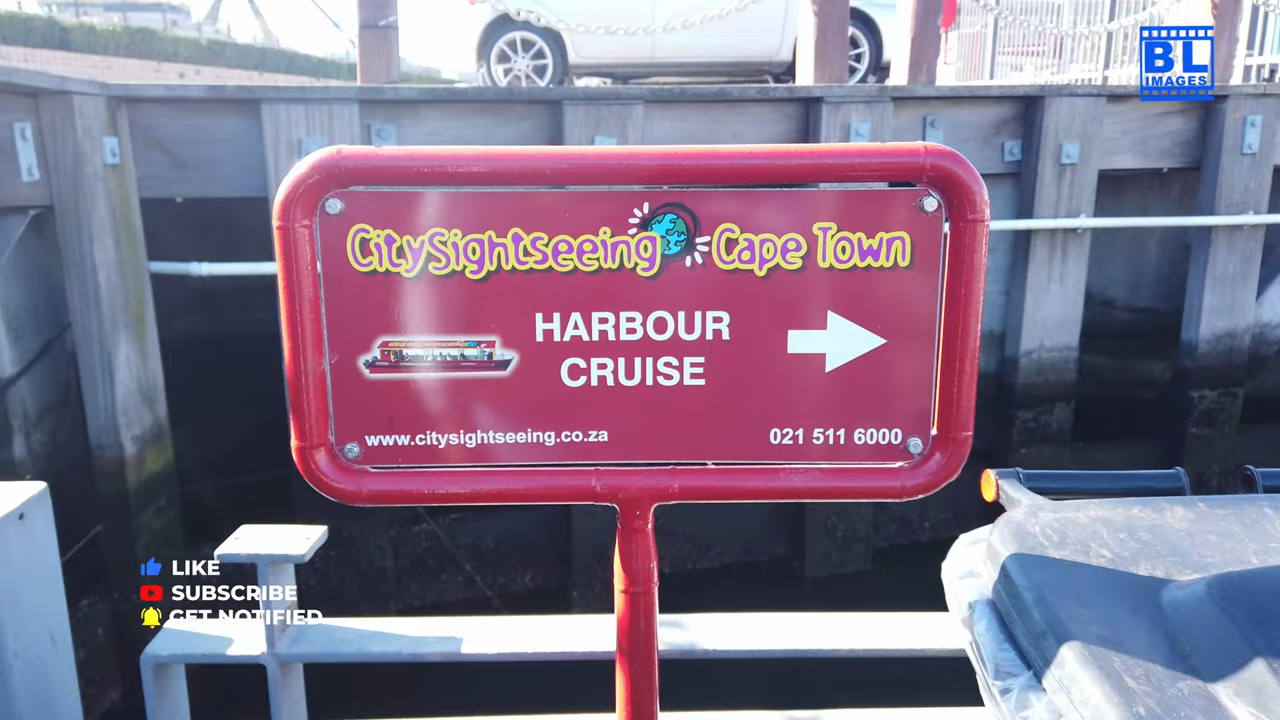 BL
IMAGES
CitySightseeing Cape Town
HARBOUR
CRUISE
www.citysightseeing.co.za
021 511 6000
LIKE
SUBSCRIBE
GET NOTIFIED